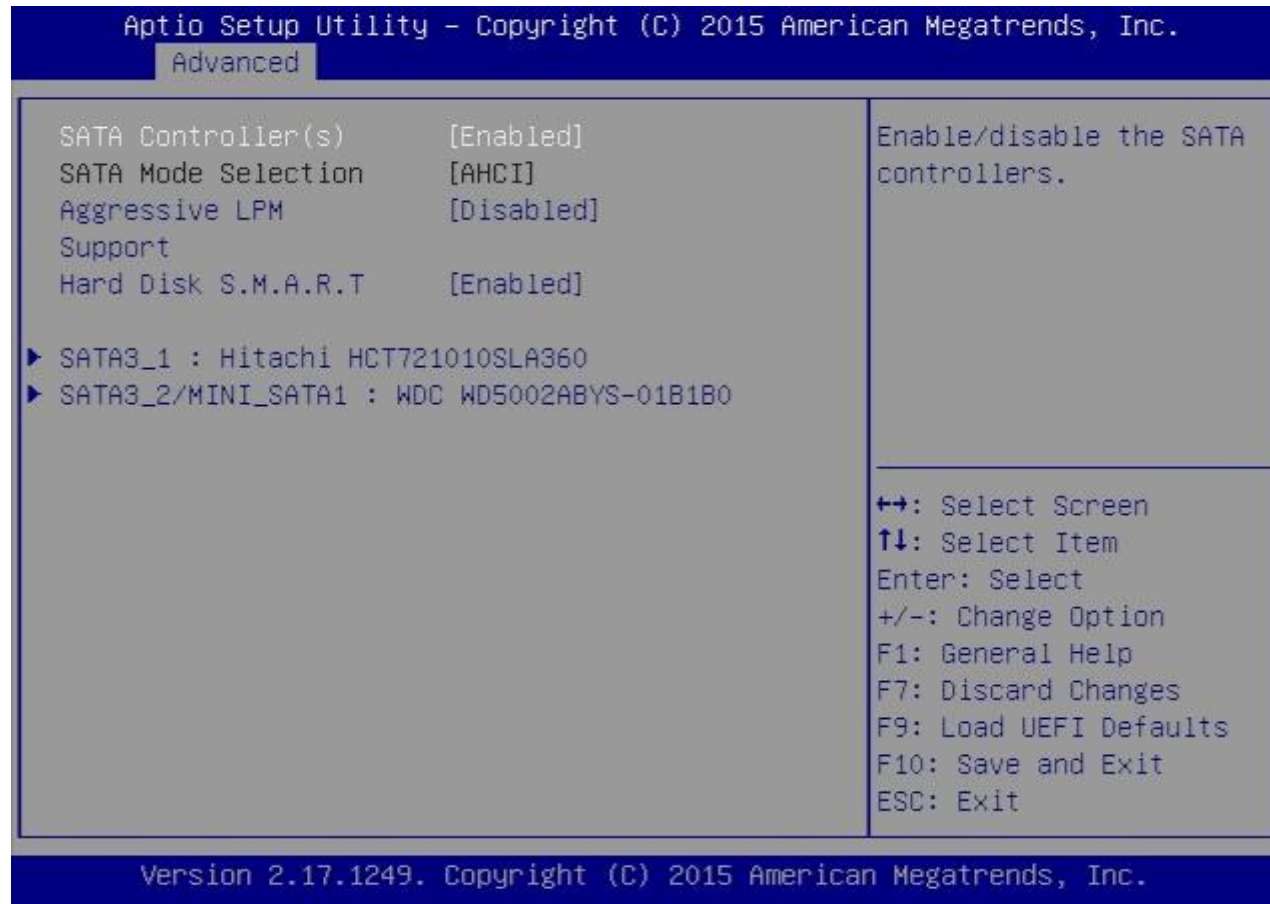 Aptio Setup Utility – Copyright (C) 2015 American Megatrends, Inc.
Advanced
SATA Controller(s) [Enabled]
SATA Mode Selection [AHCI]
Aggressive LPM [Disabled]
Support
Hard Disk S.M.A.R.T [Enabled]
► SATA3_1 : Hitachi HCT721010SLA360
► SATA3_2/MINI_SATA1 : WDC WD5002ABYS-01B1B0
Enable/disable the SATA
controllers.
↔: Select Screen
↑↓: Select Item
Enter: Select
+/-: Change Option
F1: General Help
F7: Discard Changes
F9: Load UEFI Defaults
F10: Save and Exit
ESC: Exit
Version 2.17.1249. Copyright (C) 2015 American Megatrends, Inc.